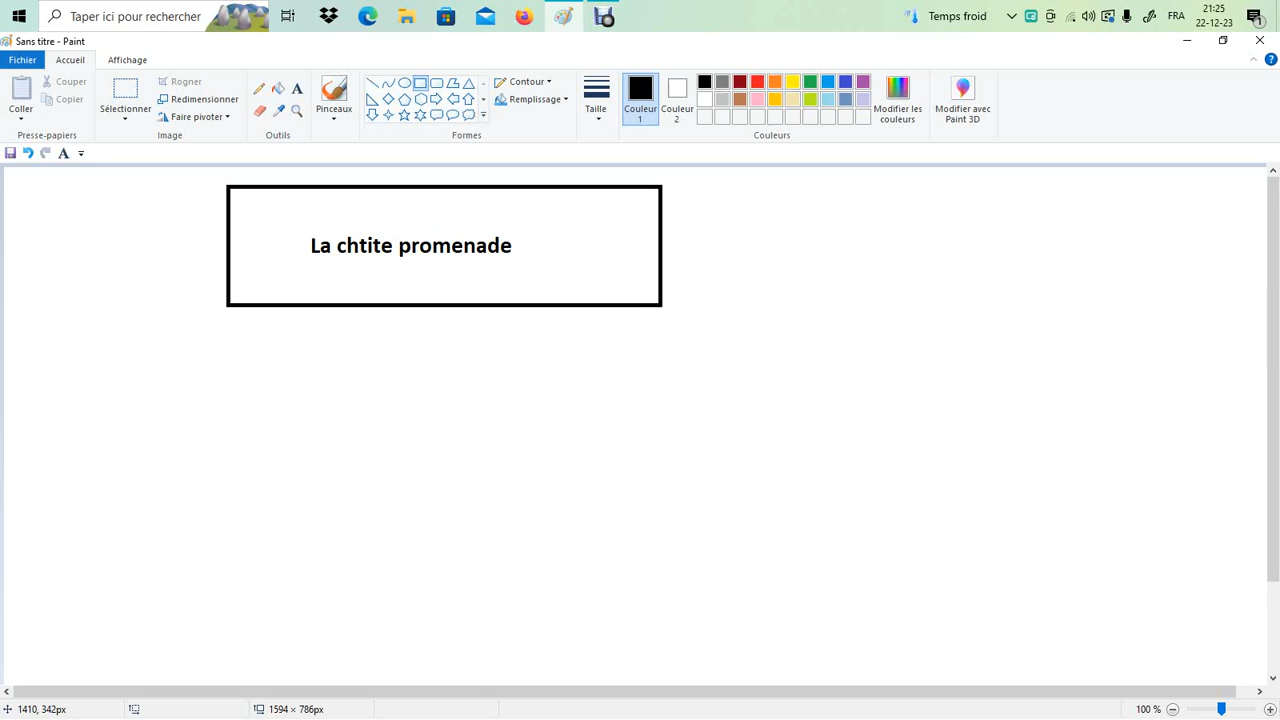 Taper ici pour rechercher
Temps froid
FRA
21:25
22-12-23
1
Sans titre - Paint
Fichier
Accueil
Affichage
Coller
Couper
Copier
Presse-papiers
Sélectionner
Rogner
Redimensionner
Faire pivoter
Image
A
Outils
Pinceaux
Contour
Remplissage
Formes
Taille
Couleur 1
Couleur 2
Modifier les couleurs
Couleurs
Modifier avec Paint 3D
A
La chtite promenade
1410, 342px
1594 × 786px
100 %